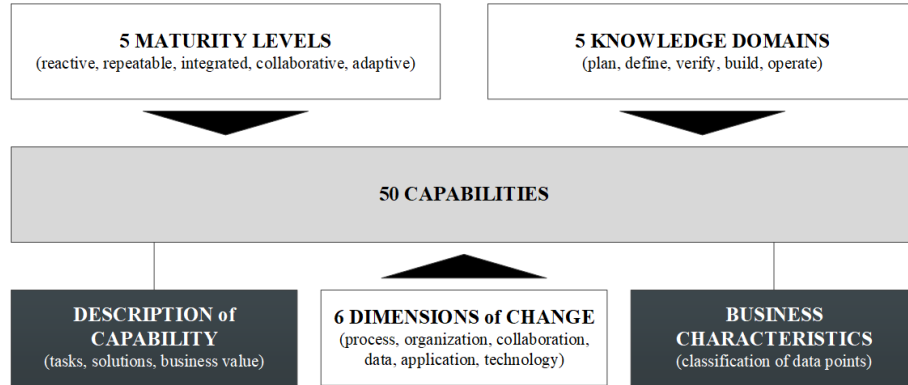 5 MATURITY LEVELS
(reactive, repeatable, integrated, collaborative, adaptive)
5 KNOWLEDGE DOMAINS
(plan, define, verify, build, operate)
50 CAPABILITIES
DESCRIPTION of
CAPABILITY
(tasks, solutions, business value)
6 DIMENSIONS of CHANGE
(process, organization, collaboration,
data, application, technology)
BUSINESS
CHARACTERISTICS
(classification of data points)